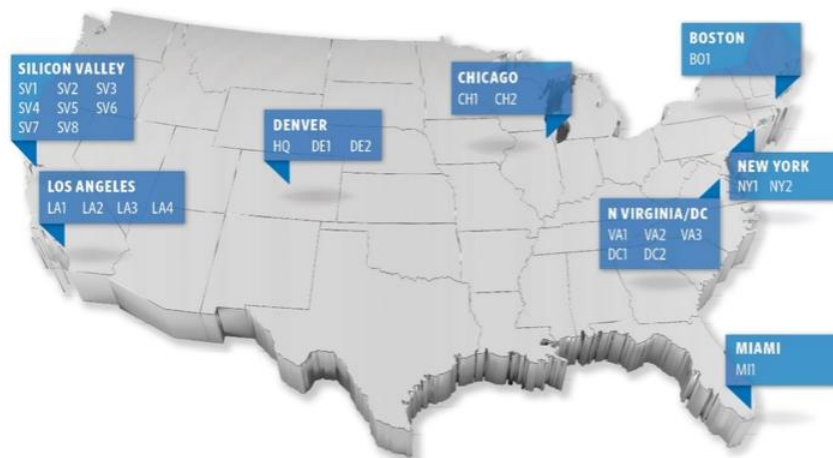 SILICON VALLEY
SV1 SV2 SV3
SV4 SV5 SV6
SV7 SV8
LOS ANGELES
LA1 LA2 LA3 LA4
DENVER
HQ DE1 DE2
CHICAGO
CH1 CH2
BOSTON
BO1
NEW YORK
NY1 NY2
N VIRGINIA/DC
VA1 VA2 VA3
DC1 DC2
MIAMI
MI1